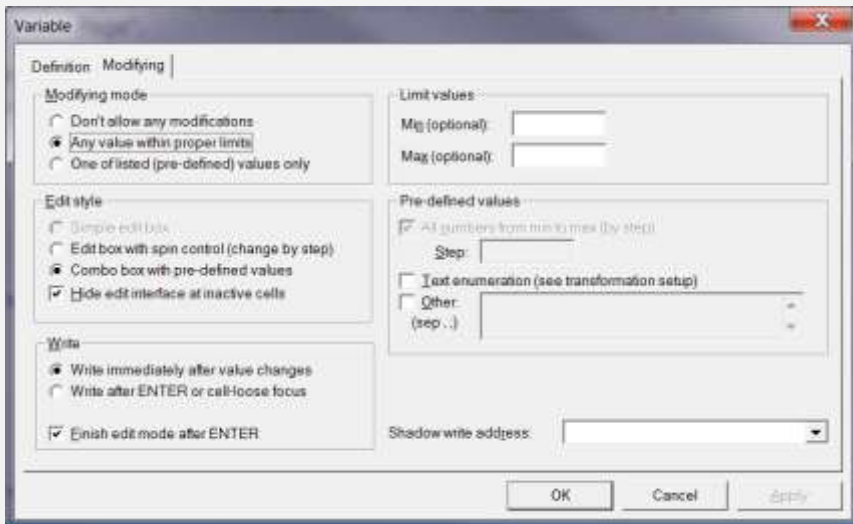 Variable
Definition Modifying
Modifying mode
Don't allow any modifications
Any value within proper limits
One of listed (pre-defined) values only
Limit values
Min (optional):
Max (optional):
Edit style
Simple edit box
Edit box with spin control (change by step)
Combo box with pre-defined values
Hide edit interface at inactive cells
Pre-defined values
All numbers from min to max (by step)
Step:
Text enumeration (see transformation setup)
Other:
(sep.,.)
Write
Write immediately after value changes
Write after ENTER or cell-loose focus
Finish edit mode after ENTER
Shadow write address:
OK Cancel Apply